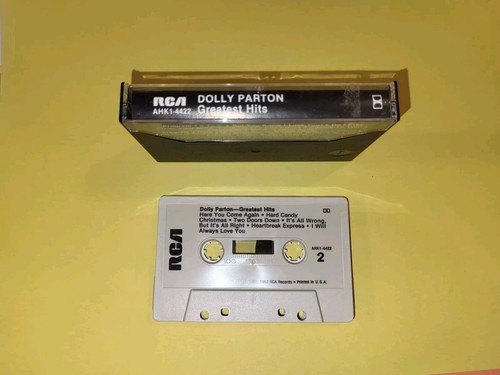 RCA DOLLY PARTON
AHK1-4422 Greatest Hits
Dolly Parton—Greatest Hits
Here You Come Again • Hard Candy
Christmas • Two Doors Down • It's All Wrong,
But It's All Right • Heartbreak Express • I Will
Always Love You
RCA
AHK1-4422
2
RCA Records • Printed in U.S.A.